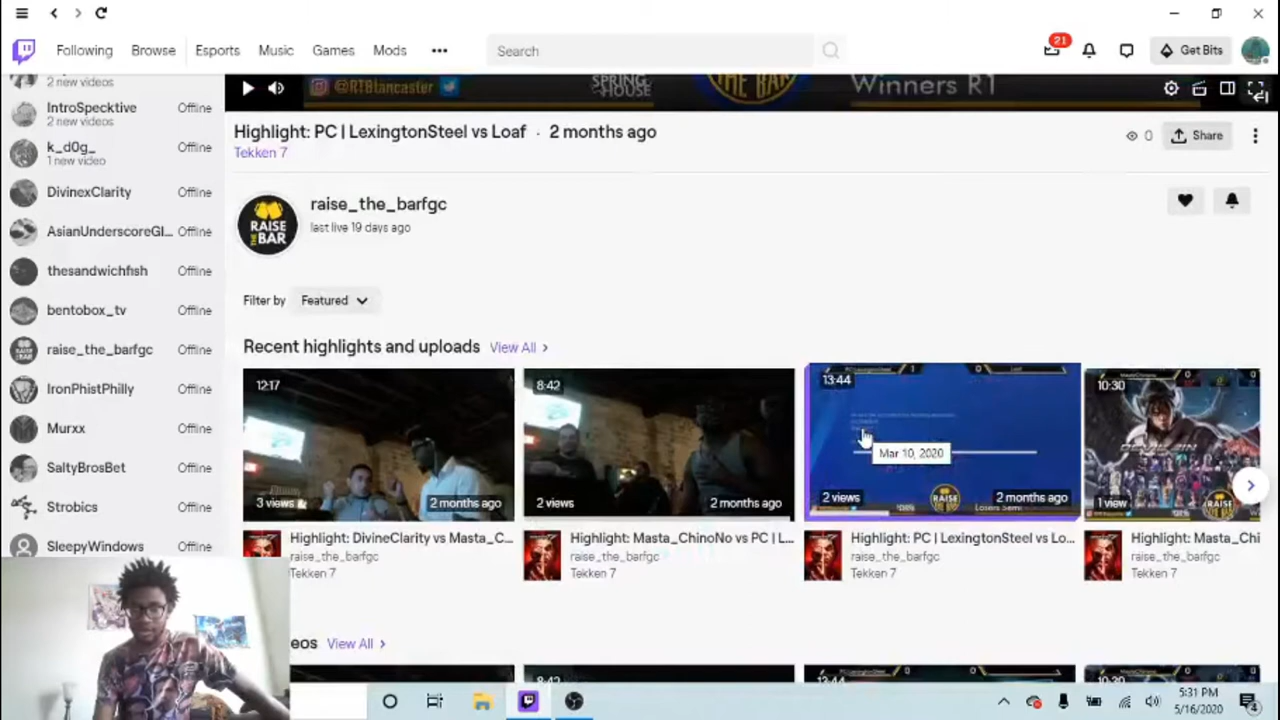 Following Browse Esports Music Games Mods ••• Search 21 Get Bits
2 new videos
IntroSpecktive Offline
2 new videos
k_d0g_ Offline
1 new video
DivinexClarity Offline
AsianUnderscoreGl... Offline
thesandwichfish Offline
bentobox_tv Offline
raise_the_barfgc Offline
IronPhistPhilly Offline
Murxx Offline
SaltyBrosBet Offline
Strobics Offline
SleepyWindows Offline
@RTBlancaster
SPRING HOUSE
THE BAR
Winners R1
Highlight: PC | LexingtonSteel vs Loaf · 2 months ago
Tekken 7
0 Share
RAISE THE BAR
raise_the_barfgc
last live 19 days ago
Filter by Featured
Recent highlights and uploads View All >
12:17
3 views 2 months ago
Highlight: DivineClarity vs Masta_C...
raise_the_barfgc
Tekken 7
8:42
2 views 2 months ago
Highlight: Masta_ChinoNo vs PC | L...
raise_the_barfgc
Tekken 7
13:44
Mar 10, 2020
2 views 2 months ago
Losers Semi
Highlight: PC | LexingtonSteel vs Lo...
raise_the_barfgc
Tekken 7
10:30
1 view
Highlight: Masta_Chi
raise_the_barfgc
Tekken 7
eos View All >
8:42
13:44
10:30
5:31 PM
5/16/2020
4